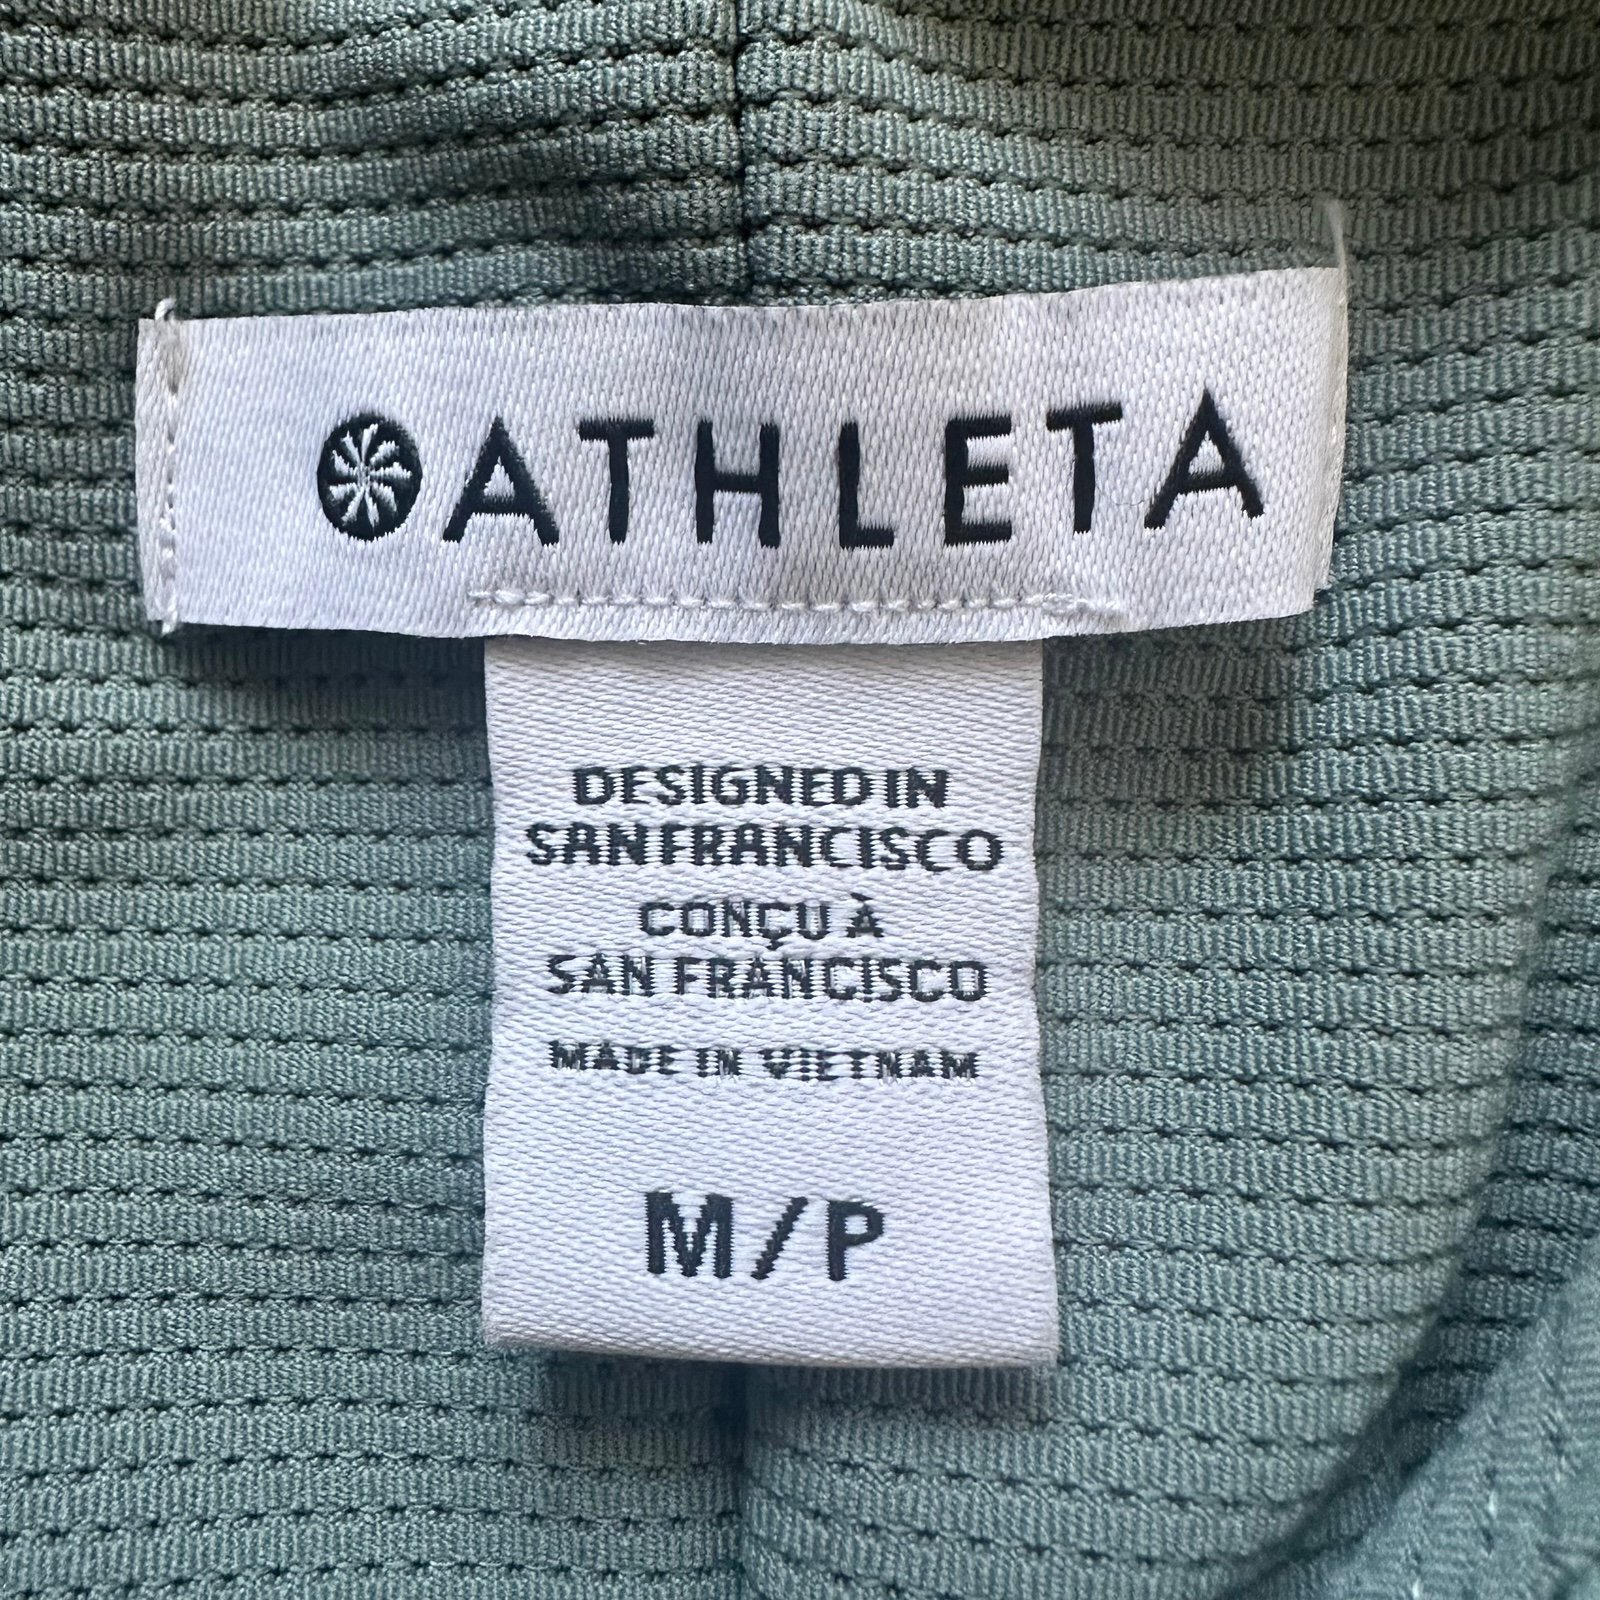 ATHLETA
DESIGNED IN
SAN FRANCISCO
CONÇU À
SAN FRANCISCO
MADE IN VIETNAM
M/P